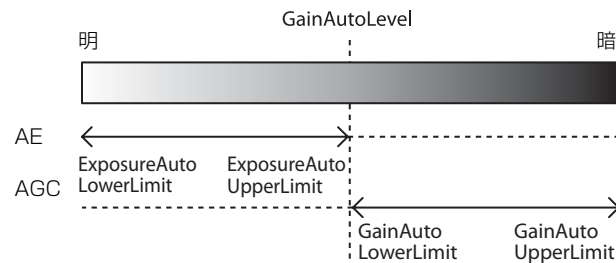 GainAutoLevel
明 暗
AE
ExposureAuto ExposureAuto
LowerLimit UpperLimit
AGC
GainAuto GainAuto
LowerLimit UpperLimit